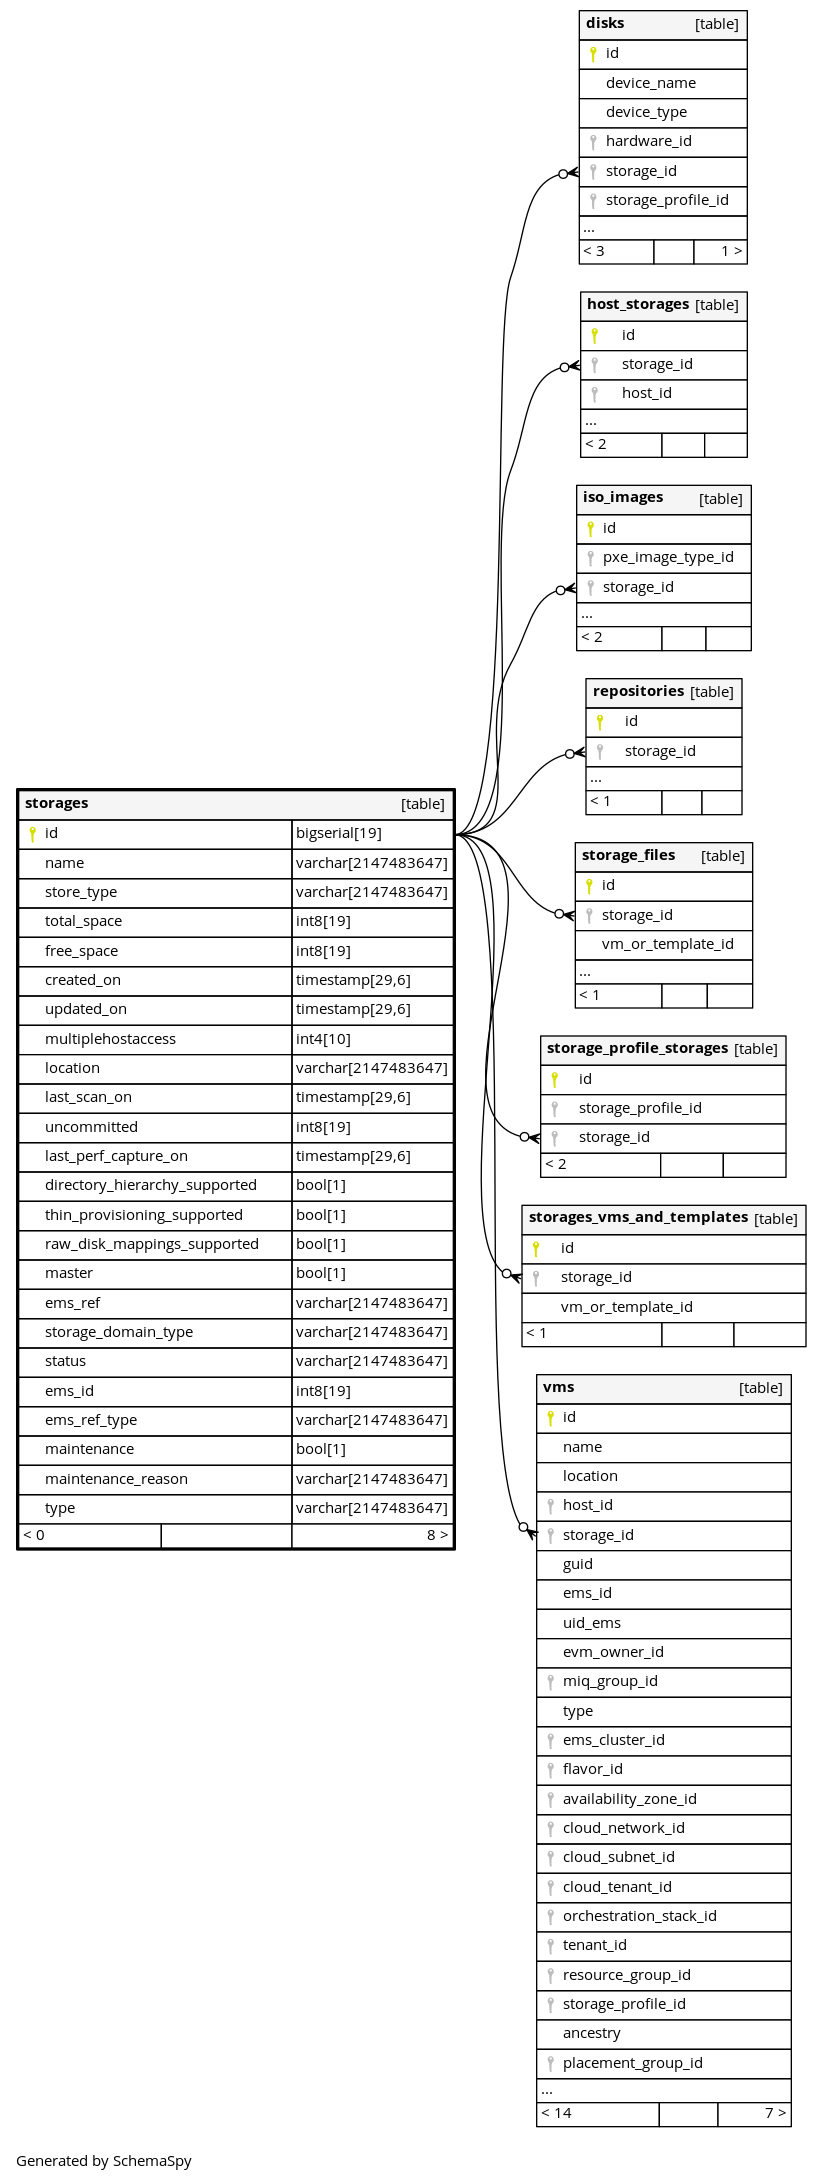 disks [table]
id
device_name
device_type
hardware_id
storage_id
storage_profile_id
...
< 3 1 >
host_storages [table]
id
storage_id
host_id
...
< 2
iso_images [table]
id
pxe_image_type_id
storage_id
...
< 2
repositories [table]
id
storage_id
...
< 1
storages [table]
id bigserial[19]
name varchar[2147483647]
store_type varchar[2147483647]
total_space int8[19]
free_space int8[19]
created_on timestamp[29,6]
updated_on timestamp[29,6]
multiplehostaccess int4[10]
location varchar[2147483647]
last_scan_on timestamp[29,6]
uncommitted int8[19]
last_perf_capture_on timestamp[29,6]
directory_hierarchy_supported bool[1]
thin_provisioning_supported bool[1]
raw_disk_mappings_supported bool[1]
master bool[1]
ems_ref varchar[2147483647]
storage_domain_type varchar[2147483647]
status varchar[2147483647]
ems_id int8[19]
ems_ref_type varchar[2147483647]
maintenance bool[1]
maintenance_reason varchar[2147483647]
type varchar[2147483647]
< 0 8 >
storage_files [table]
id
storage_id
vm_or_template_id
...
< 1
storage_profile_storages [table]
id
storage_profile_id
storage_id
< 2
storages_vms_and_templates [table]
id
storage_id
vm_or_template_id
< 1
vms [table]
id
name
location
host_id
storage_id
guid
ems_id
uid_ems
evm_owner_id
miq_group_id
type
ems_cluster_id
flavor_id
availability_zone_id
cloud_network_id
cloud_subnet_id
cloud_tenant_id
orchestration_stack_id
tenant_id
resource_group_id
storage_profile_id
ancestry
placement_group_id
...
< 14 7 >
Generated by SchemaSpy